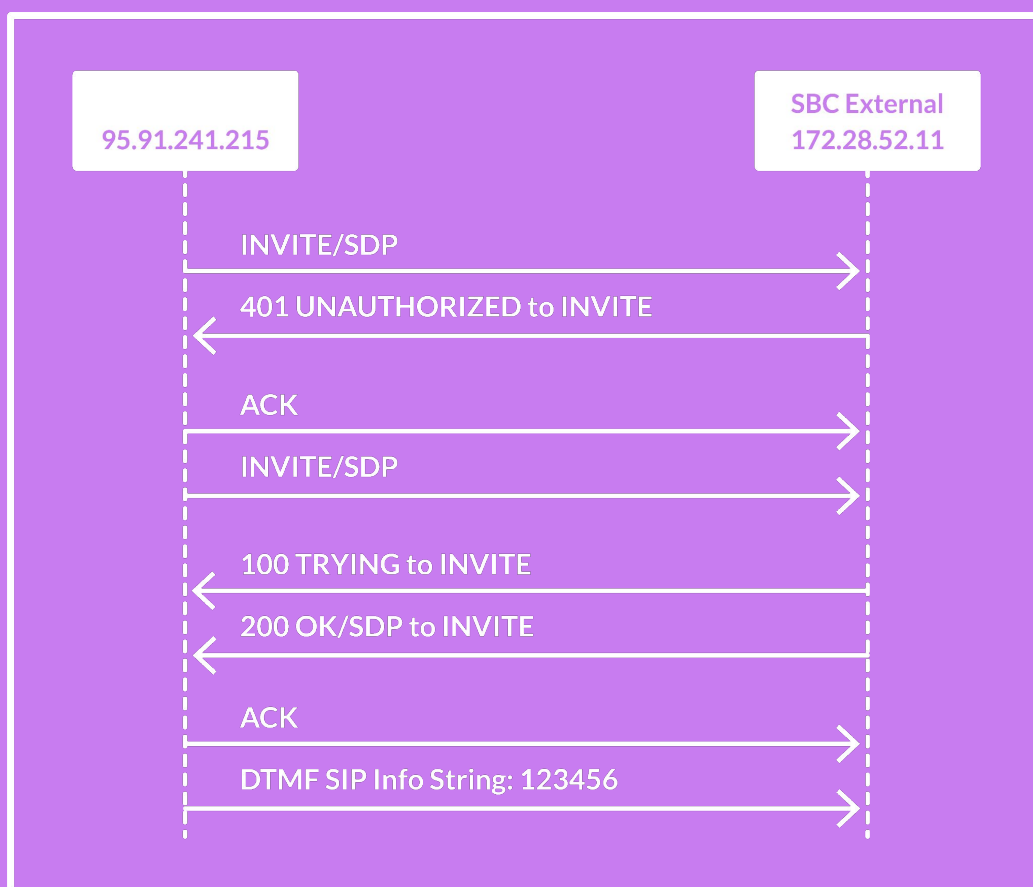 95.91.241.215
SBC External
172.28.52.11
INVITE/SDP
401 UNAUTHORIZED to INVITE
ACK
INVITE/SDP
100 TRYING to INVITE
200 OK/SDP to INVITE
ACK
DTMF SIP Info String: 123456